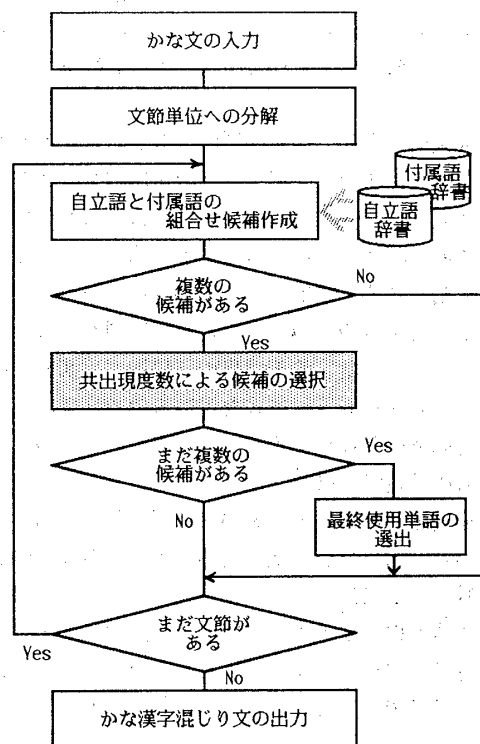 かな文の入力
文節単位への分解
付属語
辞書
自立語と付属語の
組合せ候補作成
自立語
辞書
複数の
候補がある
No
Yes
共出現度数による候補の選択
まだ複数の
候補がある
Yes
No
最終使用単語の
選出
まだ文節が
ある
Yes
No
かな漢字混じり文の出力